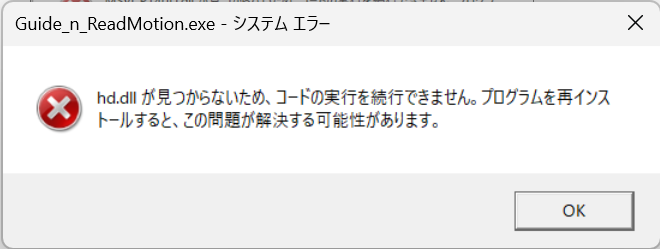 Guide_n_ReadMotion.exe - システム エラー
hd.dll が見つからないため、コードの実行を続行できません。プログラムを再インス
トールすると、この問題が解決する可能性があります。
OK